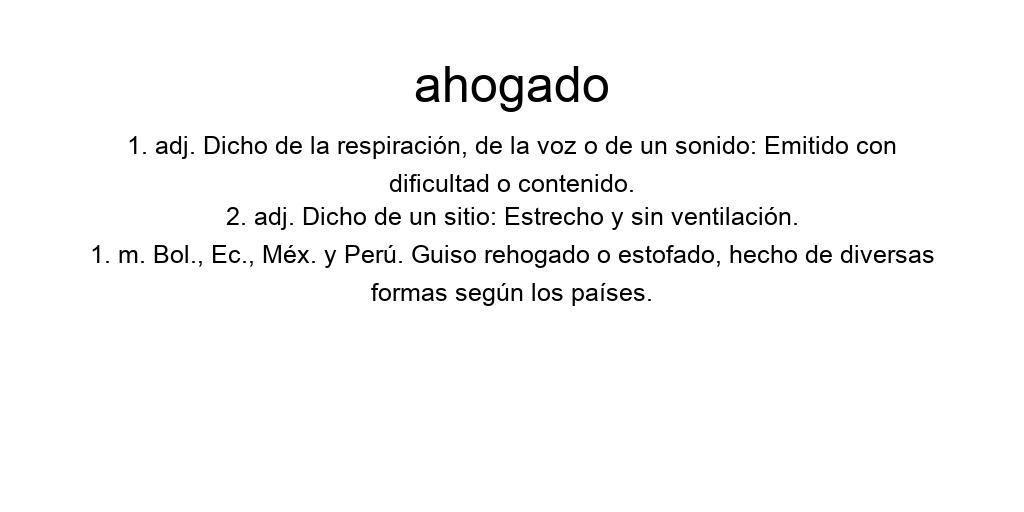 ahogado
1. adj. Dicho de la respiración, de la voz o de un sonido: Emitido con
dificultad o contenido.
2. adj. Dicho de un sitio: Estrecho y sin ventilación.
1. m. Bol., Ec., Méx. y Perú. Guiso rehogado o estofado, hecho de diversas
formas según los países.